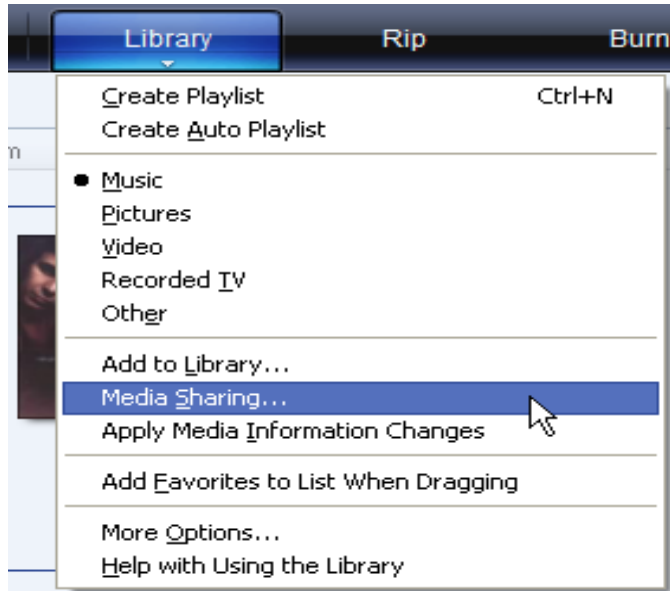 Library Rip Burn
Create Playlist Ctrl+N
Create Auto Playlist
m
Music
Pictures
Video
Recorded TV
Other
Add to Library...
Media Sharing...
Apply Media Information Changes
Add Favorites to List When Dragging
More Options...
Help with Using the Library